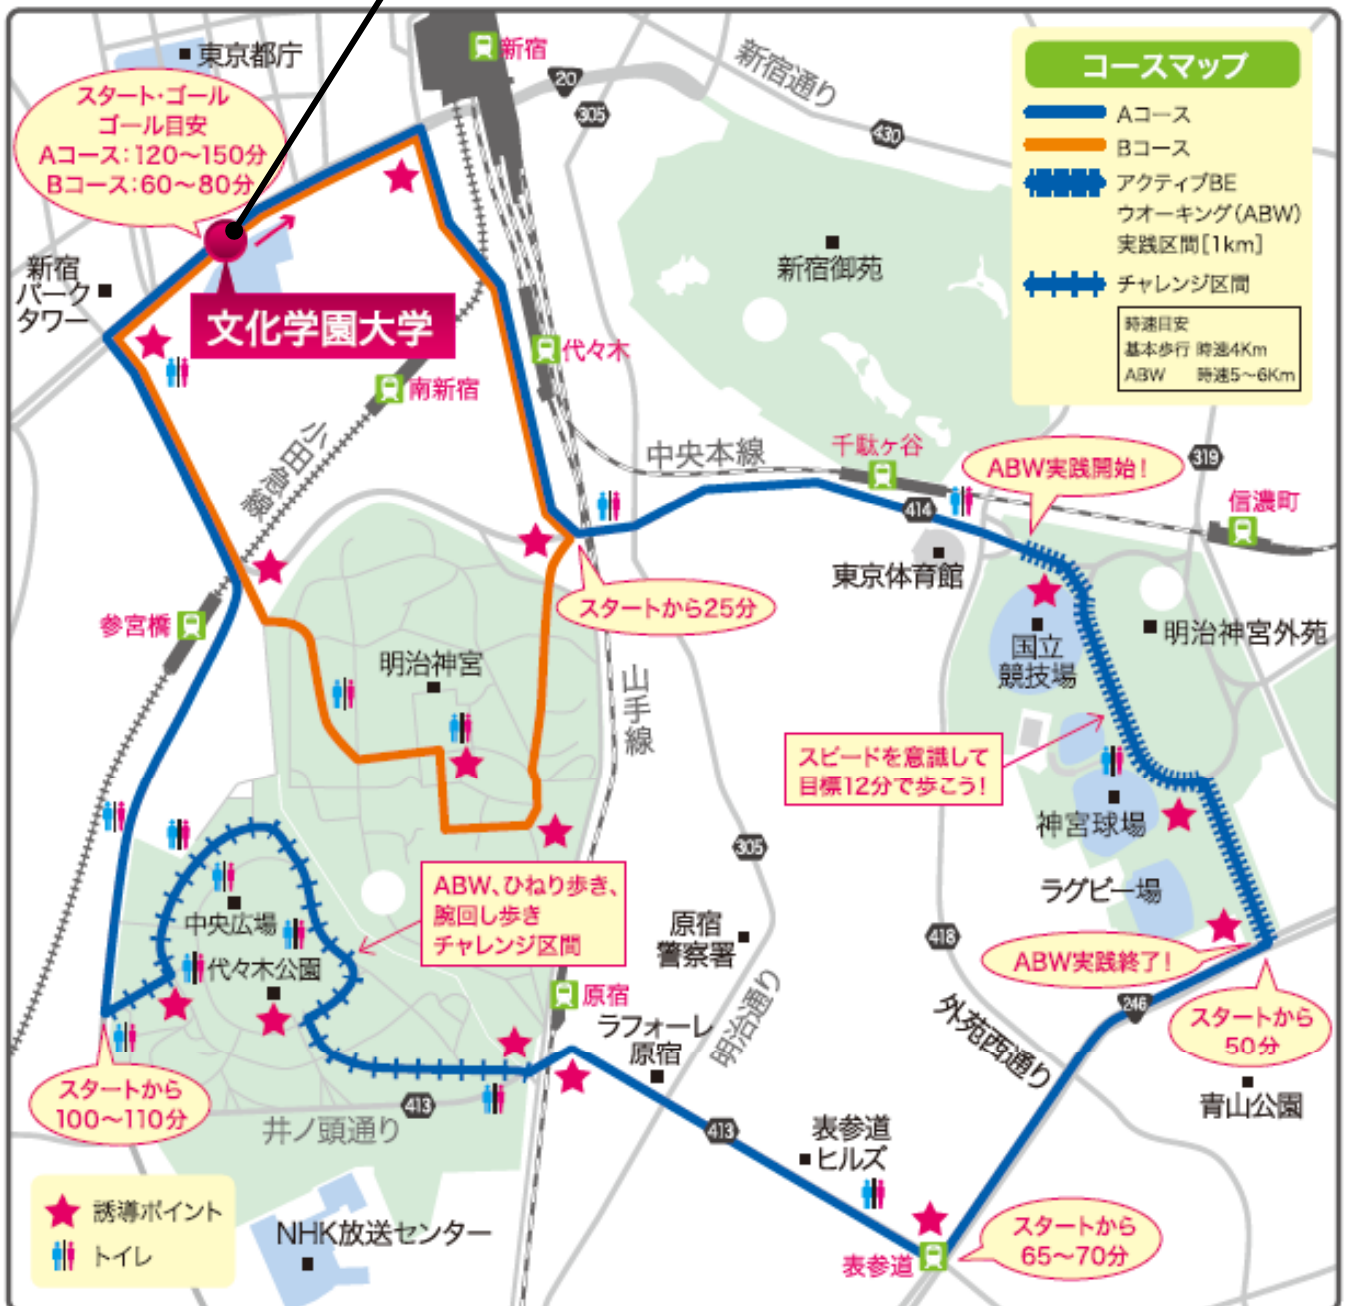 東京都庁
新宿
新宿通り
20
305
430
コースマップ
Aコース
Bコース
アクティブBE
ウオーキング(ABW)
実践区間[1km]
チャレンジ区間
時速目安
基本歩行 時速4Km
ABW 時速5～6Km
スタート・ゴール
ゴール目安
Aコース：120～150分
Bコース：60～80分
新宿
パーク
タワー
文化学園大学
新宿御苑
代々木
南新宿
小田急線
中央本線
千駄ヶ谷
ABW実践開始！
319
信濃町
414
東京体育館
スタートから25分
参宮橋
明治神宮
山手線
国立
競技場
明治神宮外苑
スピードを意識して
目標12分で歩こう！
神宮球場
305
ラグビー場
ABW、ひねり歩き、
腕回し歩き
チャレンジ区間
中央広場
代々木公園
原宿
警察署
418
ABW実践終了！
246
スタートから
50分
原宿
ラフォーレ
原宿
明治通り
外苑西通り
青山公園
スタートから
100～110分
413
井ノ頭通り
413
表参道
ヒルズ
誘導ポイント
トイレ
NHK放送センター
スタートから
65～70分
表参道